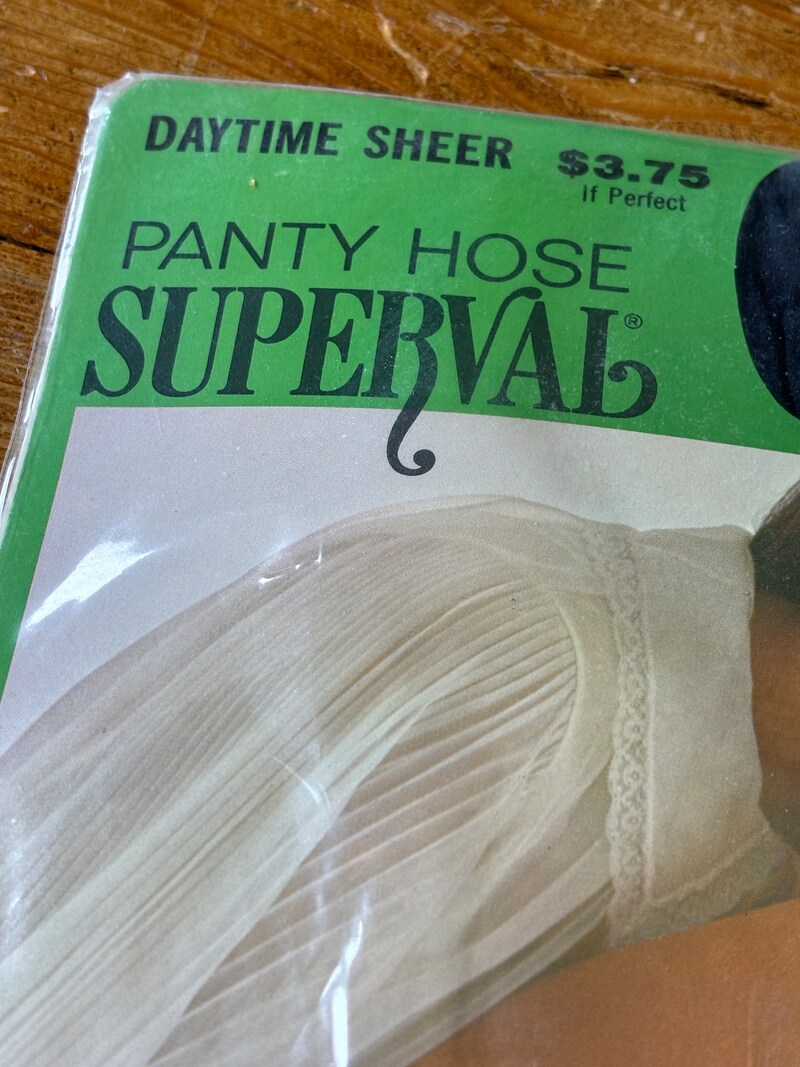 DAYTIME SHEER $3.75
If Perfect
PANTY HOSE
SUPERVAL®